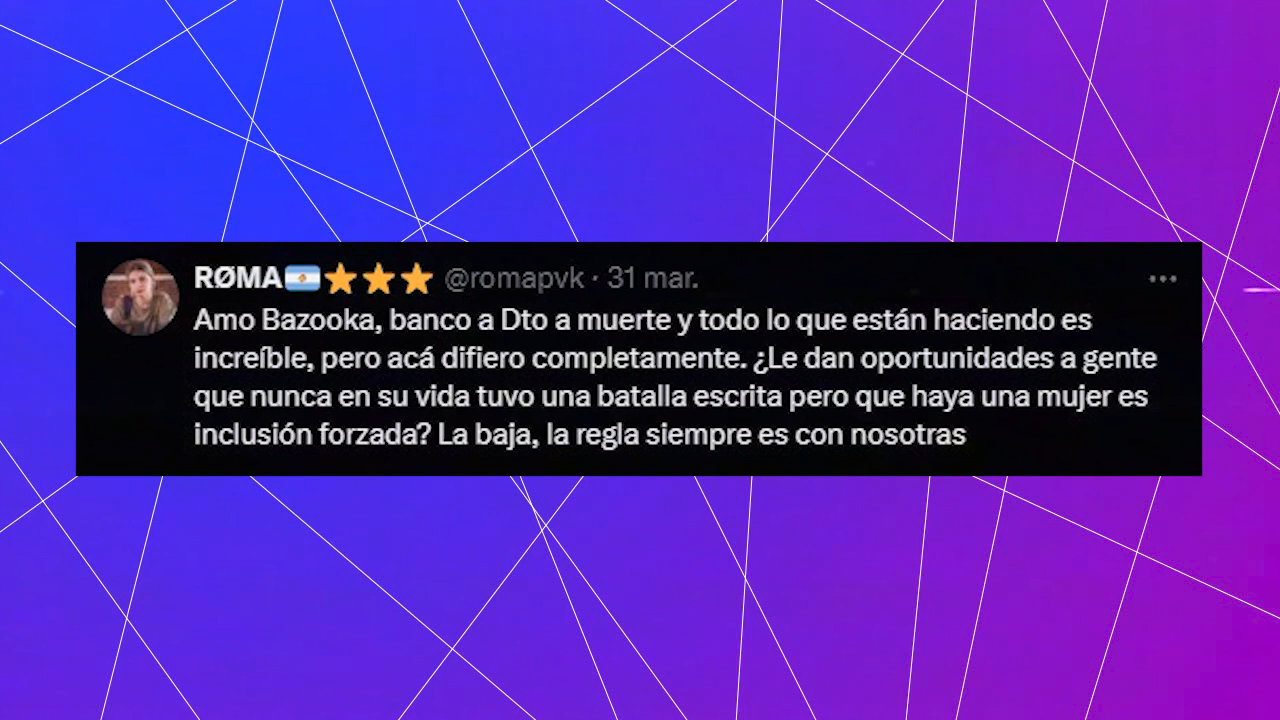 RØMA🇦🇷⭐⭐⭐ @romapvk · 31 mar.
Amo Bazooka, banco a Dto a muerte y todo lo que están haciendo es
increíble, pero acá difiero completamente. ¿Le dan oportunidades a gente
que nunca en su vida tuvo una batalla escrita pero que haya una mujer es
inclusión forzada? La baja, la regla siempre es con nosotras